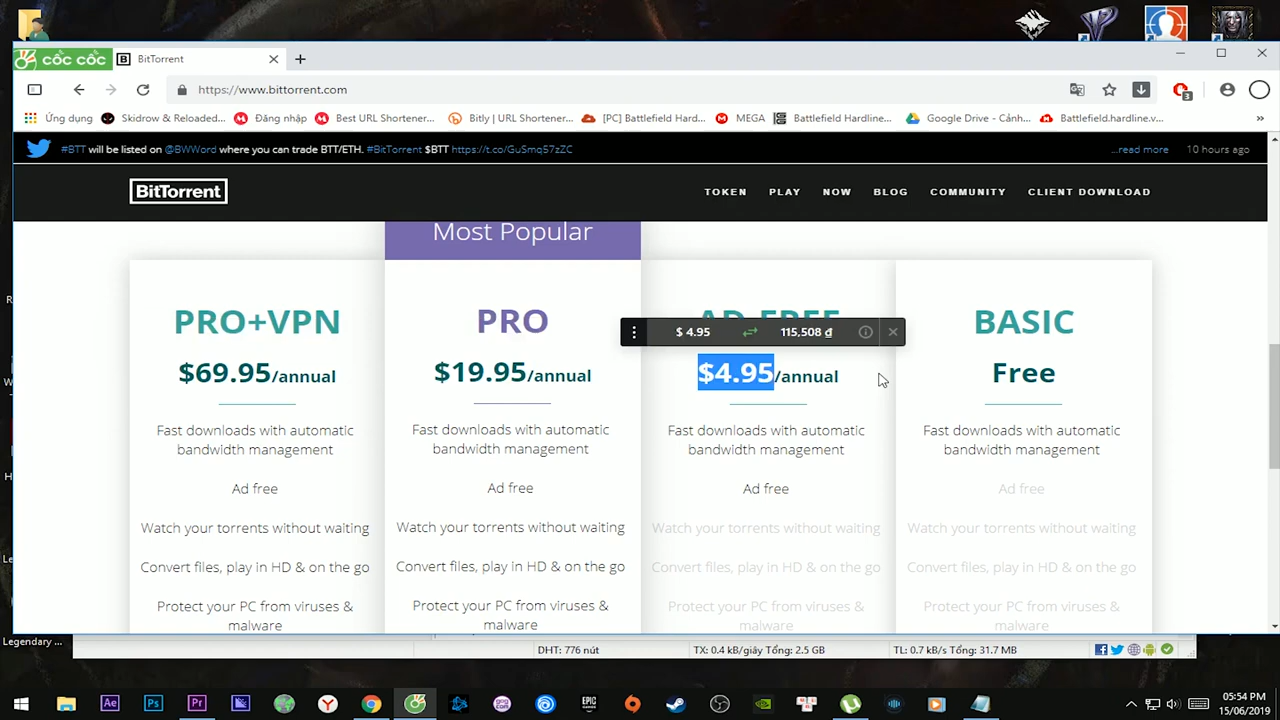 cốc cốc
BitTorrent
https://www.bittorrent.com
3
Ứng dụng
Skidrow & Reloaded...
Đăng nhập
Best URL Shortener...
Bitly | URL Shortener...
[PC] Battlefield Hard...
MEGA
Battlefield Hardline...
Google Drive - Cảnh...
Battlefield.hardline.v...
»
#BTT will be listed on @BWWord where you can trade BTT/ETH. #BitTorrent $BTT https://t.co/GuSmq57zZC
...read more
10 hours ago
BitTorrent
TOKEN
PLAY
NOW
BLOG
COMMUNITY
CLIENT DOWNLOAD
Most Popular
PRO+VPN
$69.95/annual
Fast downloads with automatic
bandwidth management
Ad free
Watch your torrents without waiting
Convert files, play in HD & on the go
Protect your PC from viruses &
malware
PRO
$19.95/annual
Fast downloads with automatic
bandwidth management
Ad free
Watch your torrents without waiting
Convert files, play in HD & on the go
Protect your PC from viruses &
malware
AD-FREE
$ 4.95
115,508 ₫
$4.95/annual
Fast downloads with automatic
bandwidth management
Ad free
Watch your torrents without waiting
Convert files, play in HD & on the go
Protect your PC from viruses &
malware
BASIC
Free
Fast downloads with automatic
bandwidth management
Ad free
Watch your torrents without waiting
Convert files, play in HD & on the go
Protect your PC from viruses &
malware
Legendary ...
DHT: 776 nút
TX: 0.4 kB/giây Tổng: 2.5 GB
TL: 0.7 kB/s Tổng: 31.7 MB
Ae
Ps
Pr
EPIC
GAMES
05:54 PM
15/06/2019